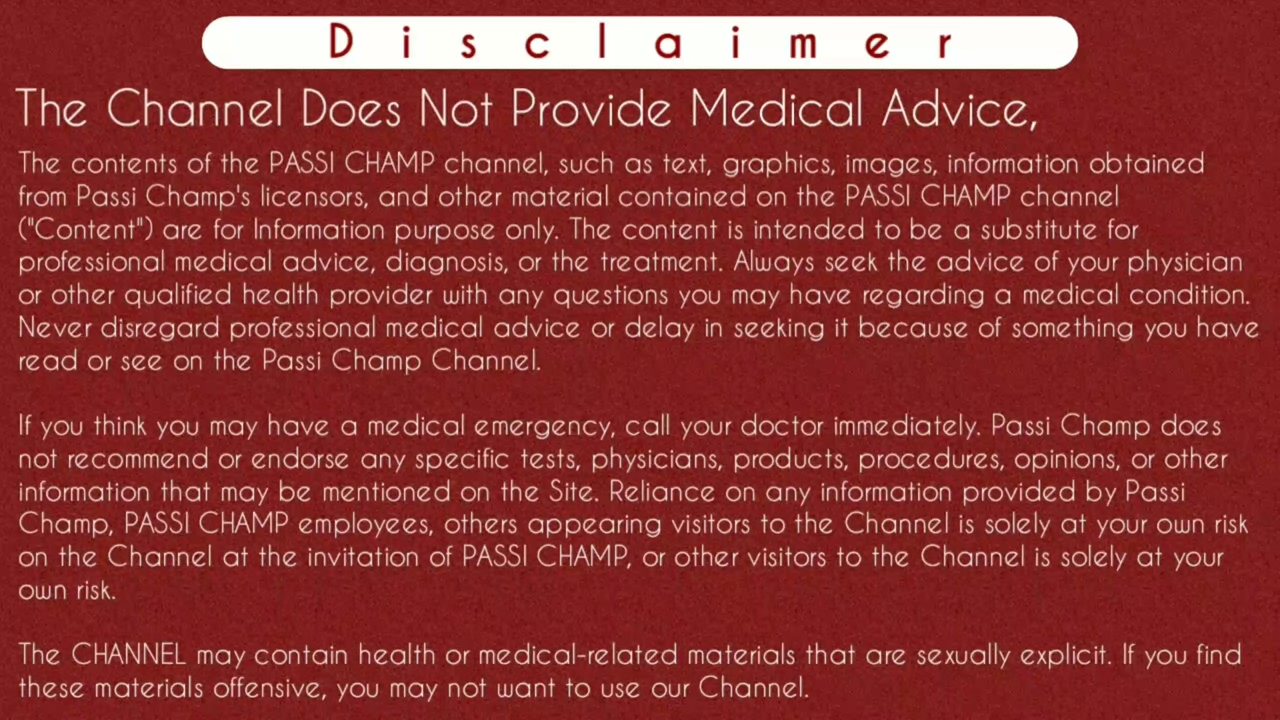 Disclaimer
The Channel Does Not Provide Medical Advice,
The contents of the PASSI CHAMP channel, such as text, graphics, images, information obtained
from Passi Champ's licensors, and other material contained on the PASSI CHAMP channel
("Content") are for Information purpose only. The content is intended to be a substitute for
professional medical advice, diagnosis, or the treatment. Always seek the advice of your physician
or other qualified health provider with any questions you may have regarding a medical condition.
Never disregard professional medical advice or delay in seeking it because of something you have
read or see on the Passi Champ Channel.
If you think you may have a medical emergency, call your doctor immediately. Passi Champ does
not recommend or endorse any specific tests, physicians, products, procedures, opinions, or other
information that may be mentioned on the Site. Reliance on any information provided by Passi
Champ, PASSI CHAMP employees, others appearing visitors to the Channel is solely at your own risk
on the Channel at the invitation of PASSI CHAMP, or other visitors to the Channel is solely at your
own risk.
The CHANNEL may contain health or medical-related materials that are sexually explicit. If you find
these materials offensive, you may not want to use our Channel.